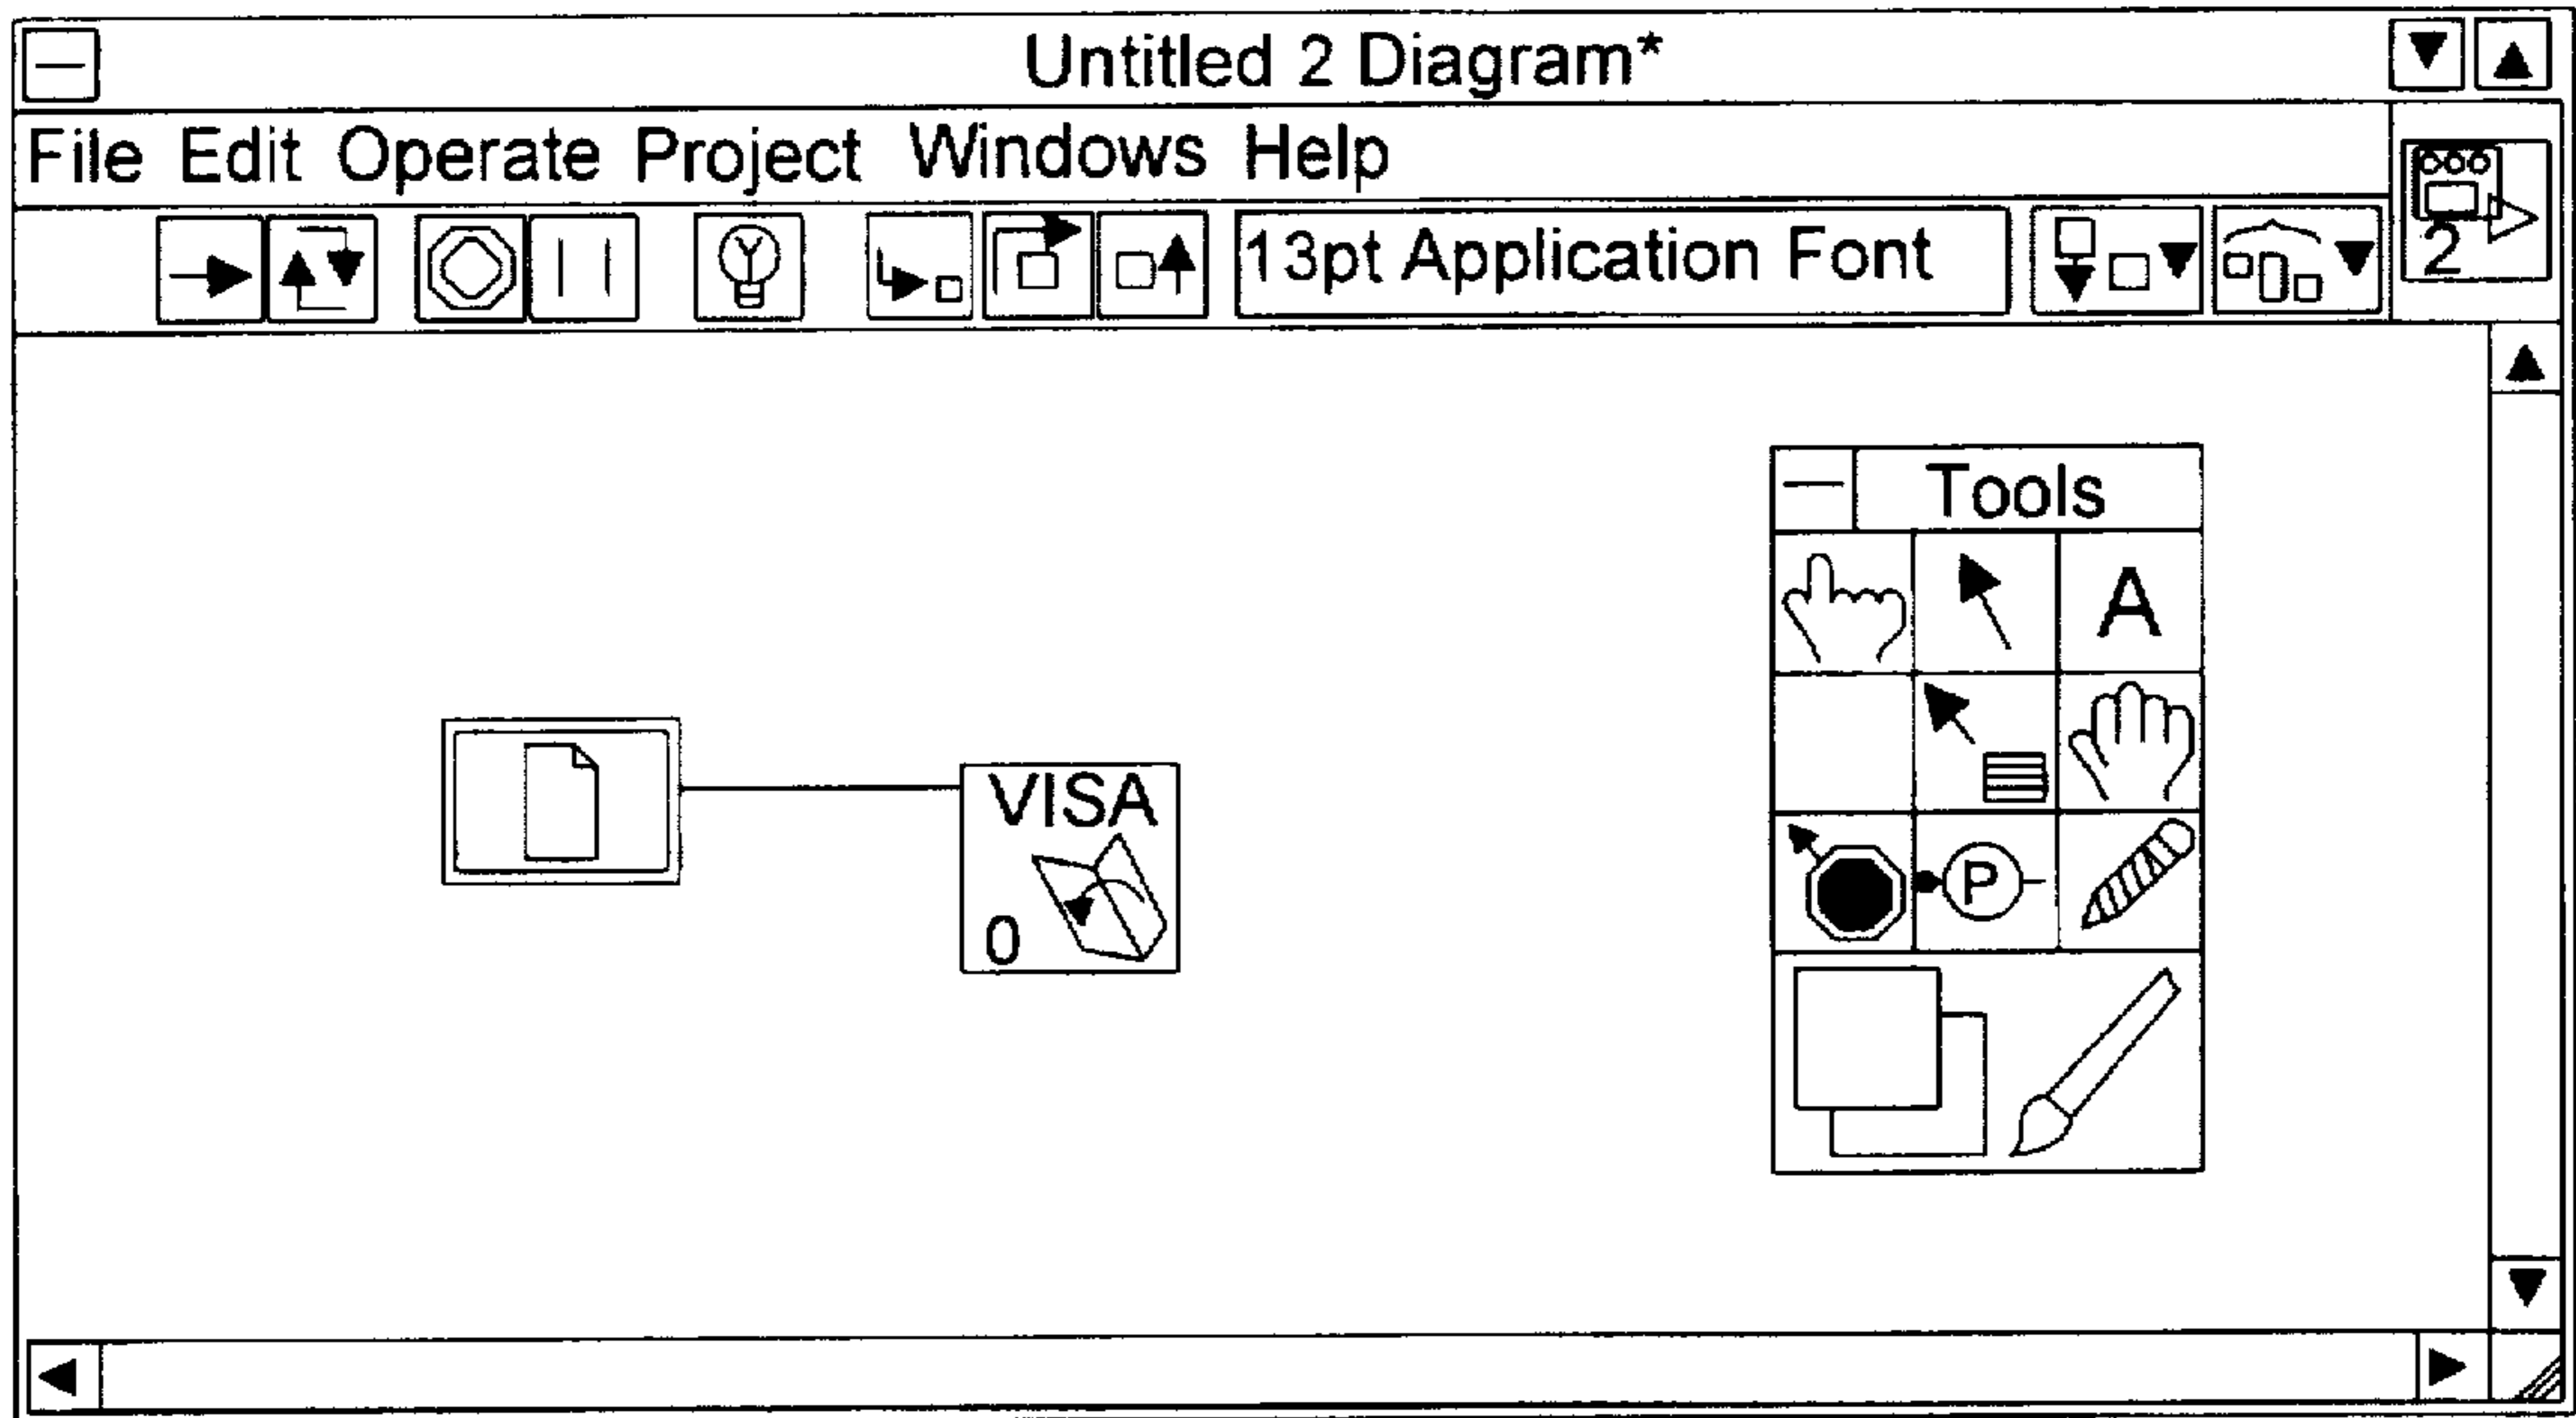 Untitled 2 Diagram*
File Edit Operate Project Windows Help
13pt Application Font
2
Tools
A
VISA
0
P